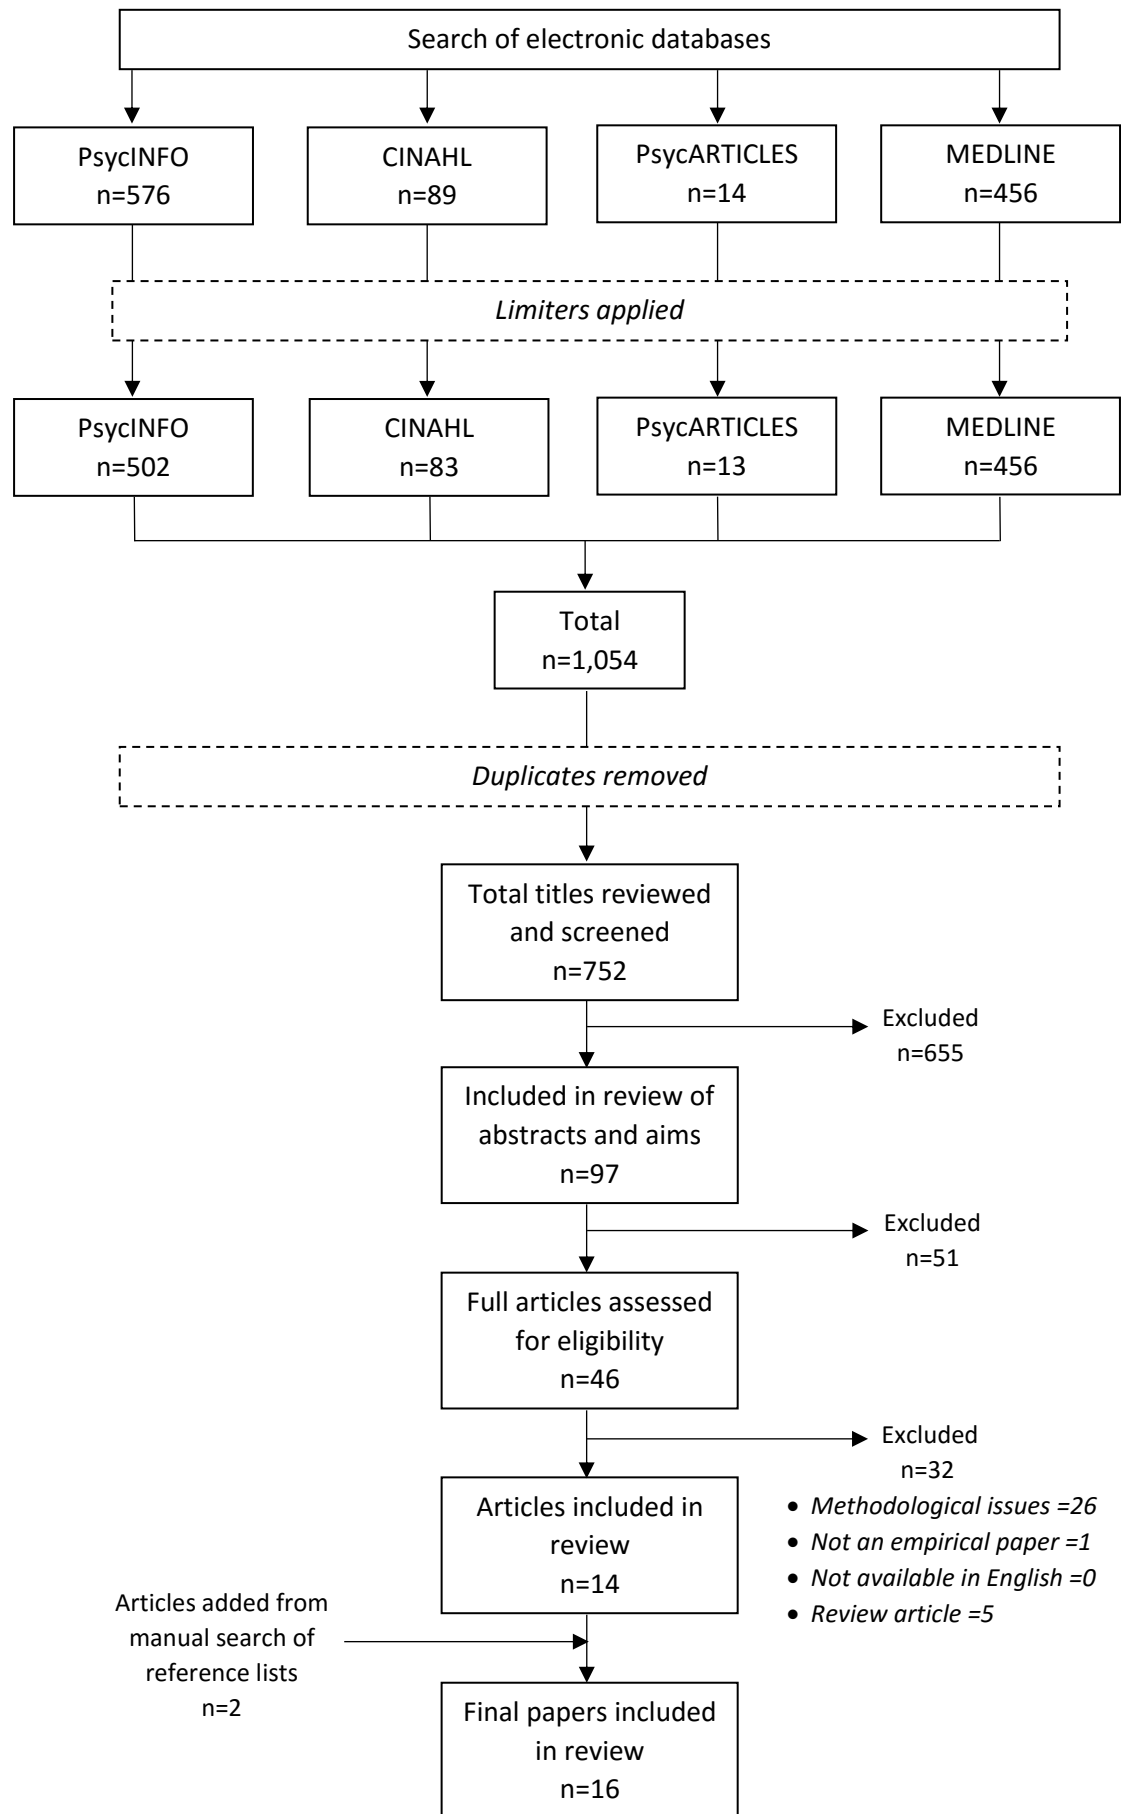 Search of electronic databases
PsycINFO
n=576
CINAHL
n=89
PsycARTICLES
n=14
MEDLINE
n=456
Limiters applied
PsycINFO
n=502
CINAHL
n=83
PsycARTICLES
n=13
MEDLINE
n=456
Total
n=1,054
Duplicates removed
Total titles reviewed
and screened
n=752
Excluded
n=655
Included in review of
abstracts and aims
n=97
Excluded
n=51
Full articles assessed
for eligibility
n=46
Excluded
n=32
• Methodological issues =26
• Not an empirical paper =1
• Not available in English =0
• Review article =5
Articles included in
review
n=14
Articles added from
manual search of
reference lists
n=2
Final papers included
in review
n=16